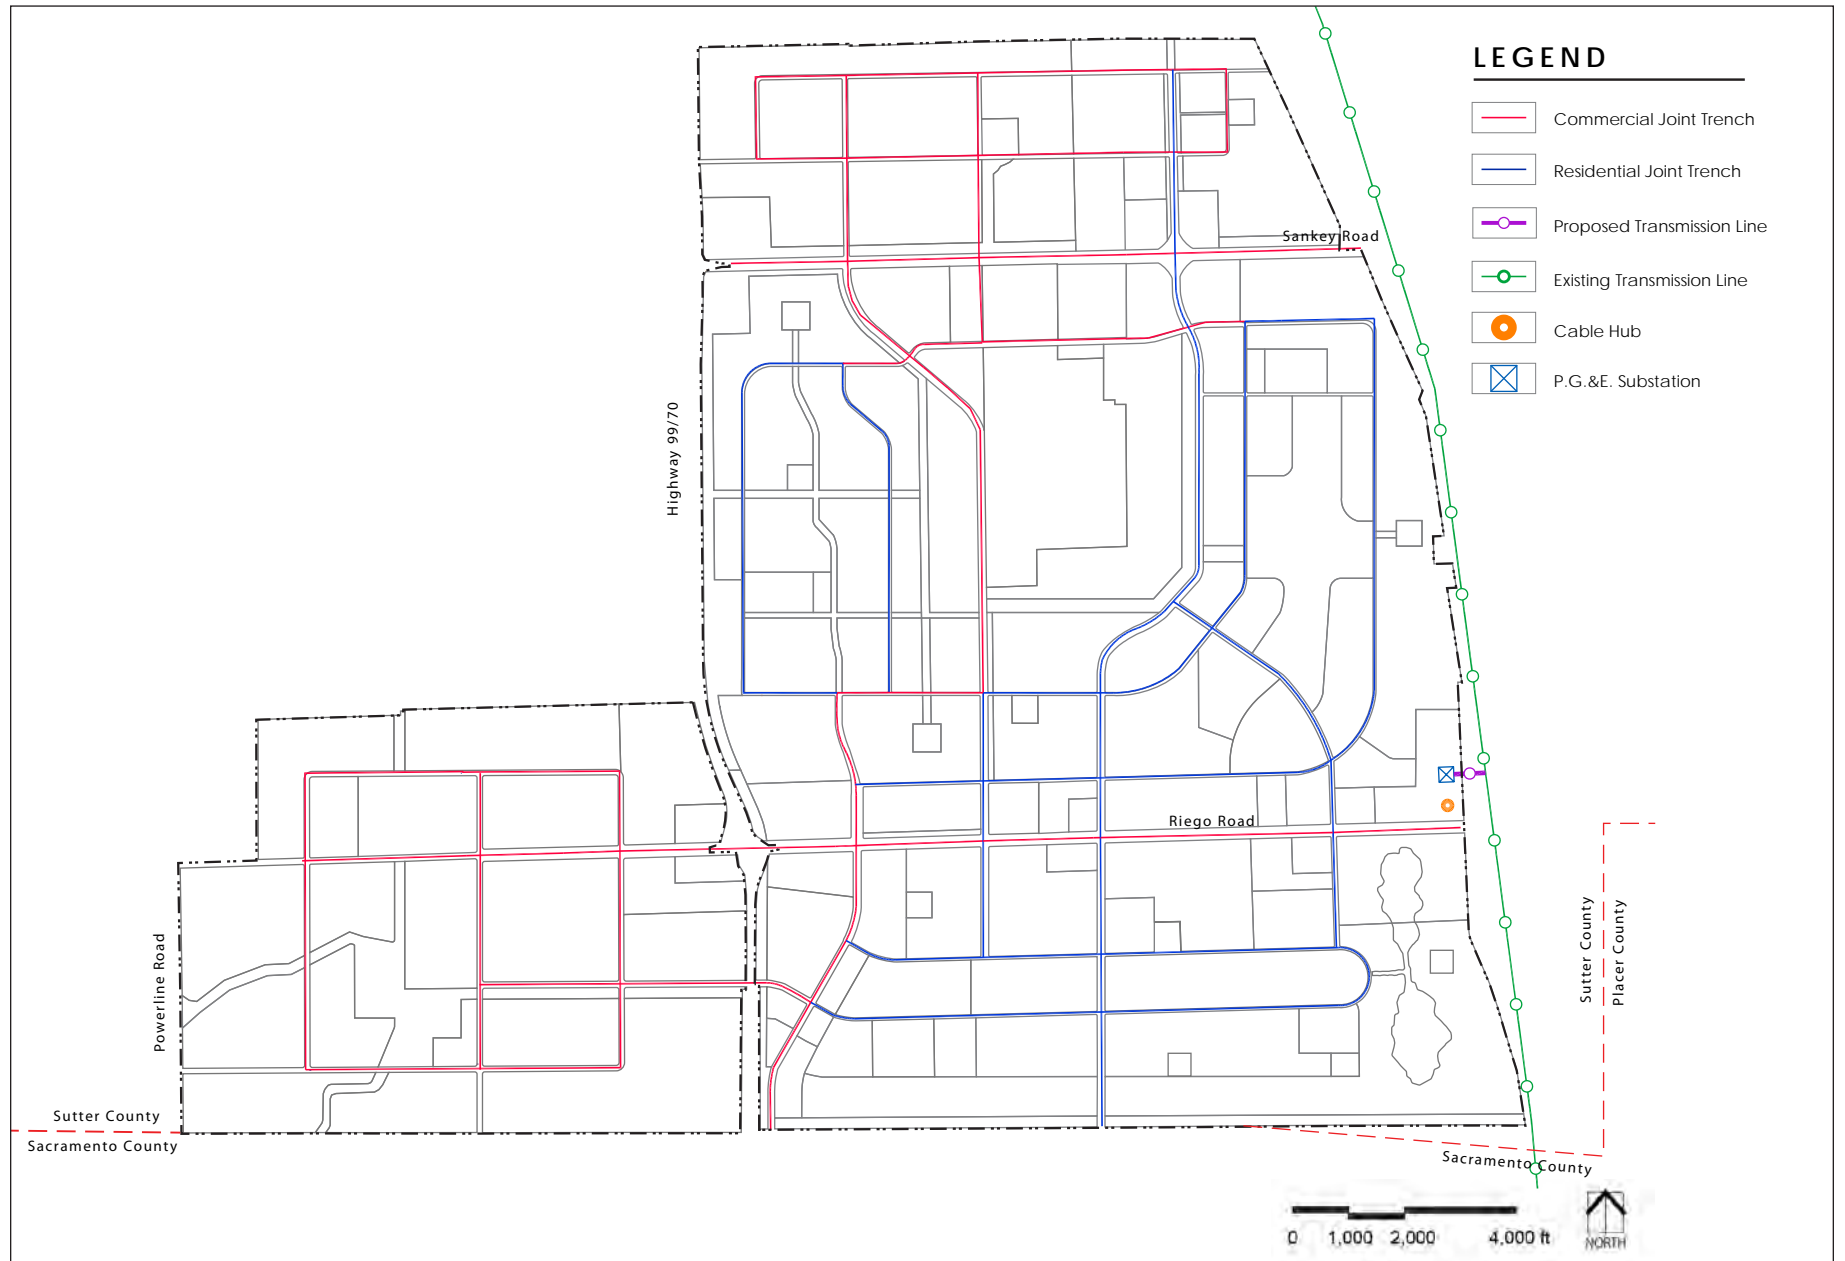 LEGEND
Commercial Joint Trench
Residential Joint Trench
Proposed Transmission Line
Existing Transmission Line
Cable Hub
P.G.&E. Substation
Sankey Road
Highway 99/70
Riego Road
Powerline Road
Sutter County
Placer County
Sutter County
Sacramento County
Sacramento County
0 1,000 2,000 4,000 ft
NORTH